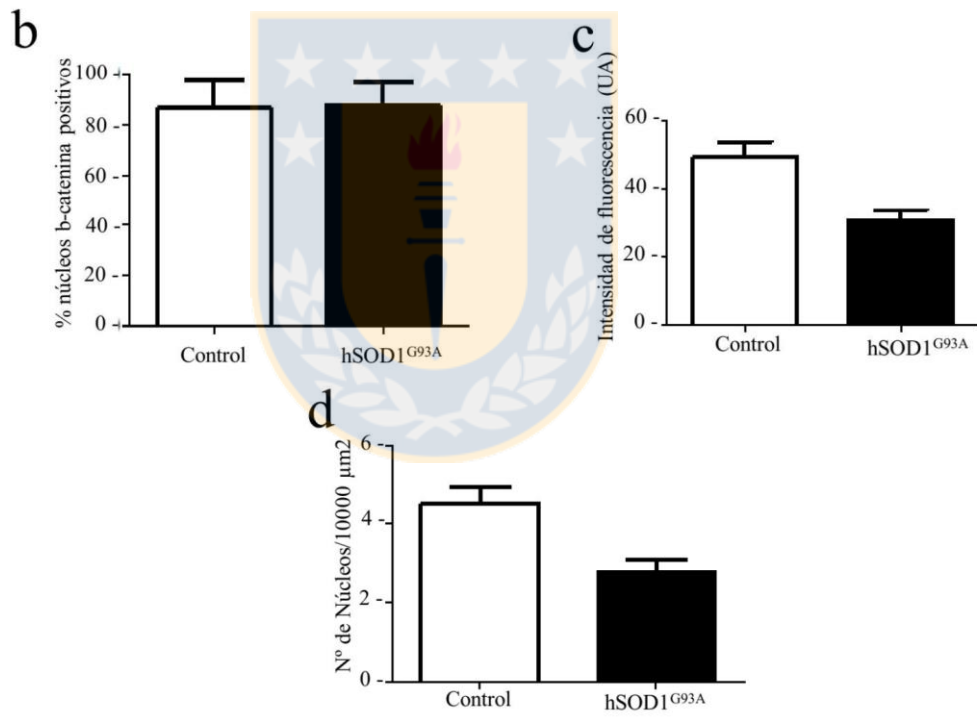 b
% núcleos b-catenina positivos
100
80
60
40
20
0
Control
hSOD1G93A
c
Intensidad de fluorescencia (UA)
60
40
20
0
Control
hSOD1G93A
d
Nº de Núcleos/10000 µm2
6
4
2
0
Control
hSOD1G93A